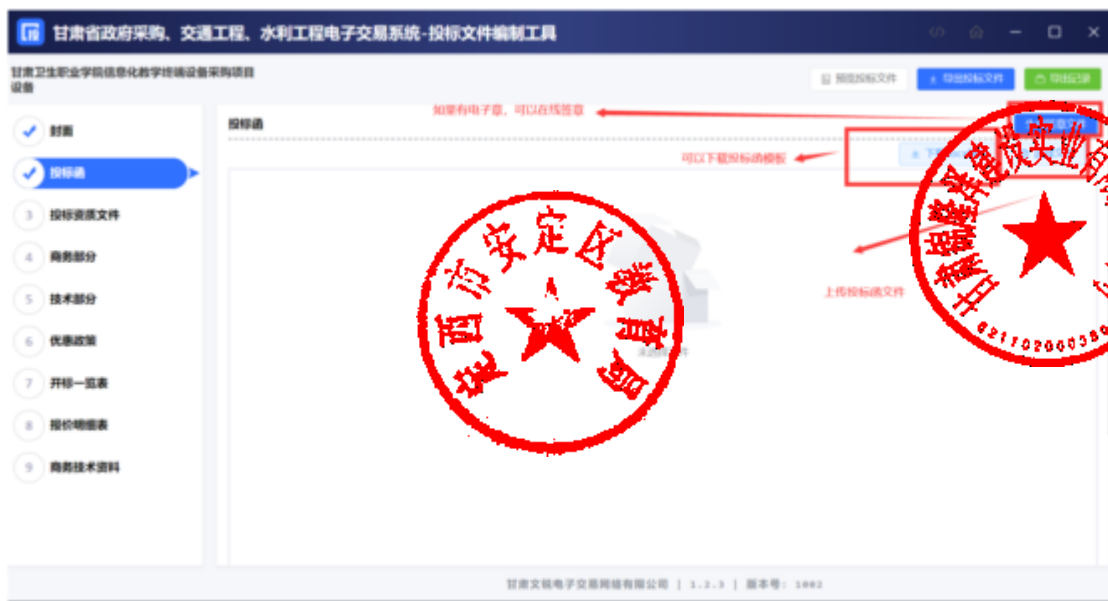 甘肃省政府采购、交通工程、水利工程电子交易系统-投标文件编制工具
甘肃卫生职业学院信息化教学终端设备采购项目
设备
预览投标文件
导出投标文件
导出记录
如果有电子章，可以在线签章
封面
投标函
投标函
可以下载投标函模板
3 投标资质文件
4 商务部分
5 技术部分
6 优惠政策
7 开标一览表
8 报价明细表
9 商务技术资料
上传投标函文件
定西市安定区教育局
甘肃文锐电子交易网络有限公司 | 1.2.3 | 版本号: 1002